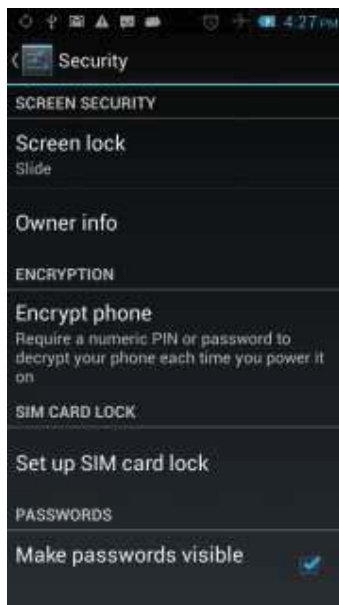 4:27 PM
Security
SCREEN SECURITY
Screen lock
Slide
Owner info
ENCRYPTION
Encrypt phone
Require a numeric PIN or password to
decrypt your phone each time you power it
on
SIM CARD LOCK
Set up SIM card lock
PASSWORDS
Make passwords visible